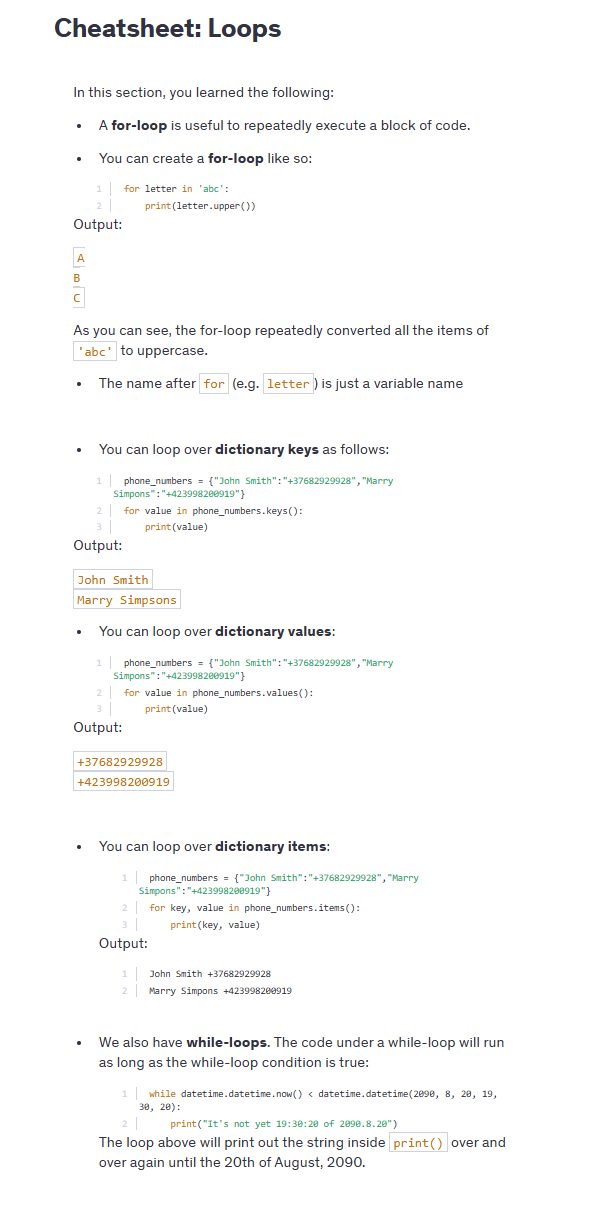 Cheatsheet: Loops
In this section, you learned the following:
• A for-loop is useful to repeatedly execute a block of code.
• You can create a for-loop like so:
1 for letter in 'abc':
2     print(letter.upper())
Output:
A
B
C
As you can see, the for-loop repeatedly converted all the items of
'abc' to uppercase.
• The name after for (e.g. letter) is just a variable name
• You can loop over dictionary keys as follows:
1 phone_numbers = {"John Smith":"+37682929928","Marry
Simpons":"+423998200919"}
2 for value in phone_numbers.keys():
3     print(value)
Output:
John Smith
Marry Simpsons
• You can loop over dictionary values:
1 phone_numbers = {"John Smith":"+37682929928","Marry
Simpons":"+423998200919"}
2 for value in phone_numbers.values():
3     print(value)
Output:
+37682929928
+423998200919
• You can loop over dictionary items:
1 phone_numbers = {"John Smith":"+37682929928","Marry
Simpons":"+423998200919"}
2 for key, value in phone_numbers.items():
3     print(key, value)
Output:
1 John Smith +37682929928
2 Marry Simpons +423998200919
• We also have while-loops. The code under a while-loop will run
as long as the while-loop condition is true:
1 while datetime.datetime.now() < datetime.datetime(2090, 8, 20, 19,
30, 20):
2     print("It's not yet 19:30:20 of 2090.8.20")
The loop above will print out the string inside print() over and
over again until the 20th of August, 2090.